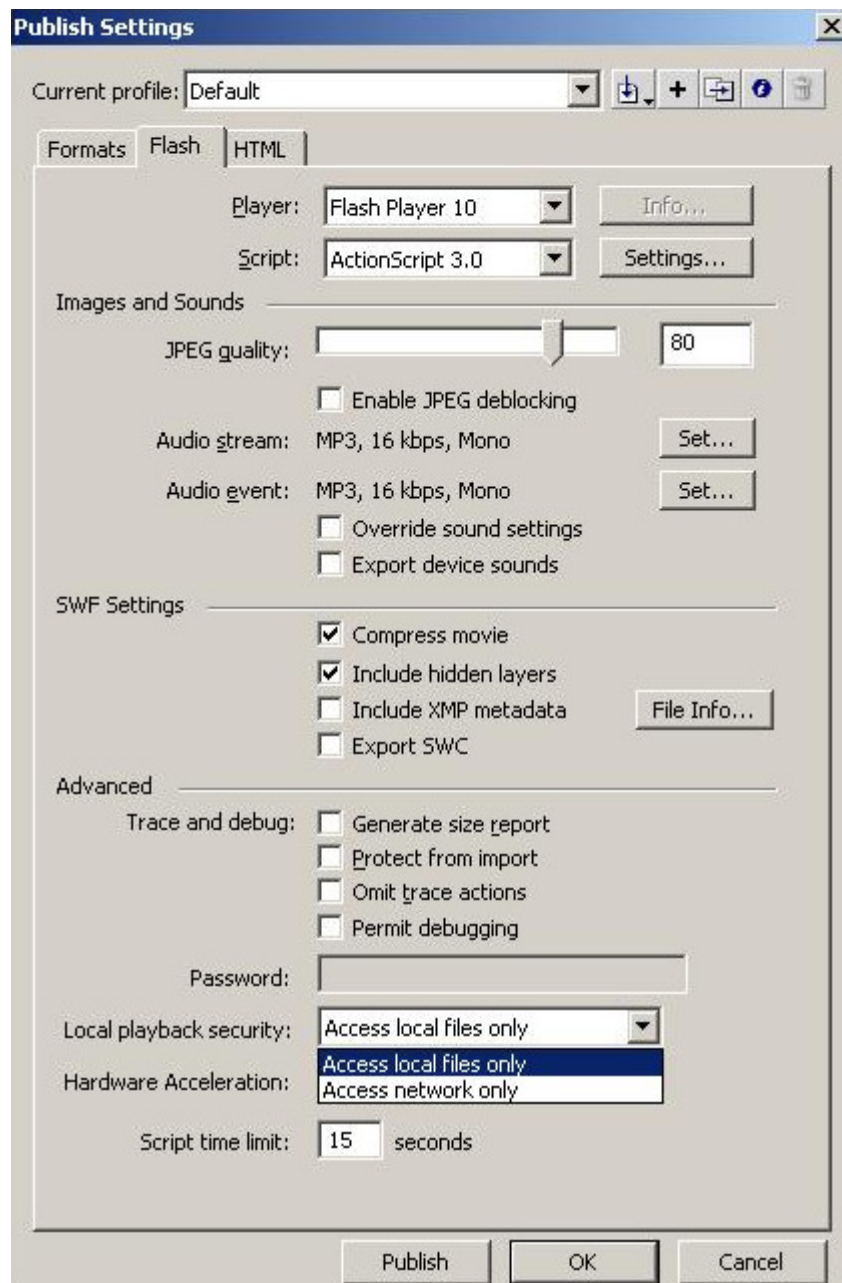 Publish Settings
Current profile: Default
Formats Flash HTML
Player: Flash Player 10 Info...
Script: ActionScript 3.0 Settings...
Images and Sounds
JPEG quality: 80
Enable JPEG deblocking
Audio stream: MP3, 16 kbps, Mono Set...
Audio event: MP3, 16 kbps, Mono Set...
Override sound settings
Export device sounds
SWF Settings
Compress movie
Include hidden layers
Include XMP metadata File Info...
Export SWC
Advanced
Trace and debug: Generate size report
Protect from import
Omit trace actions
Permit debugging
Password:
Local playback security: Access local files only
Access local files only
Hardware Acceleration: Access network only
Script time limit: 15 seconds
Publish OK Cancel